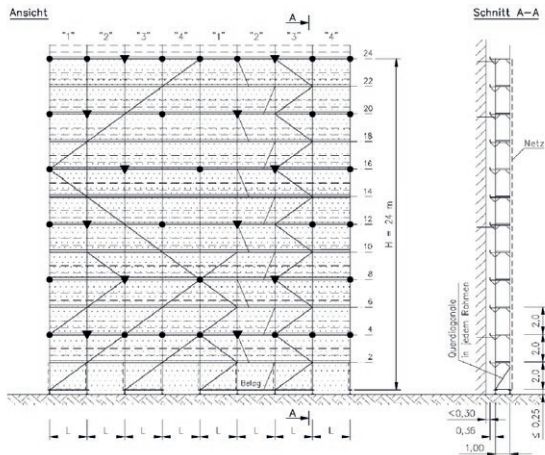 Ansicht
Schnitt A–A
A
"1" "2" "3" "4" "1" "2" "3" "4"
24
22
20
18
16
14
12
10
8
6
4
2
H = 24 m
Netz
Querdiagonale
in jedem Rahmen
2,0
2,0
2,0
Belag
A
L L L L L L L L
<0,30
0,35
1,00
≤ 0,25